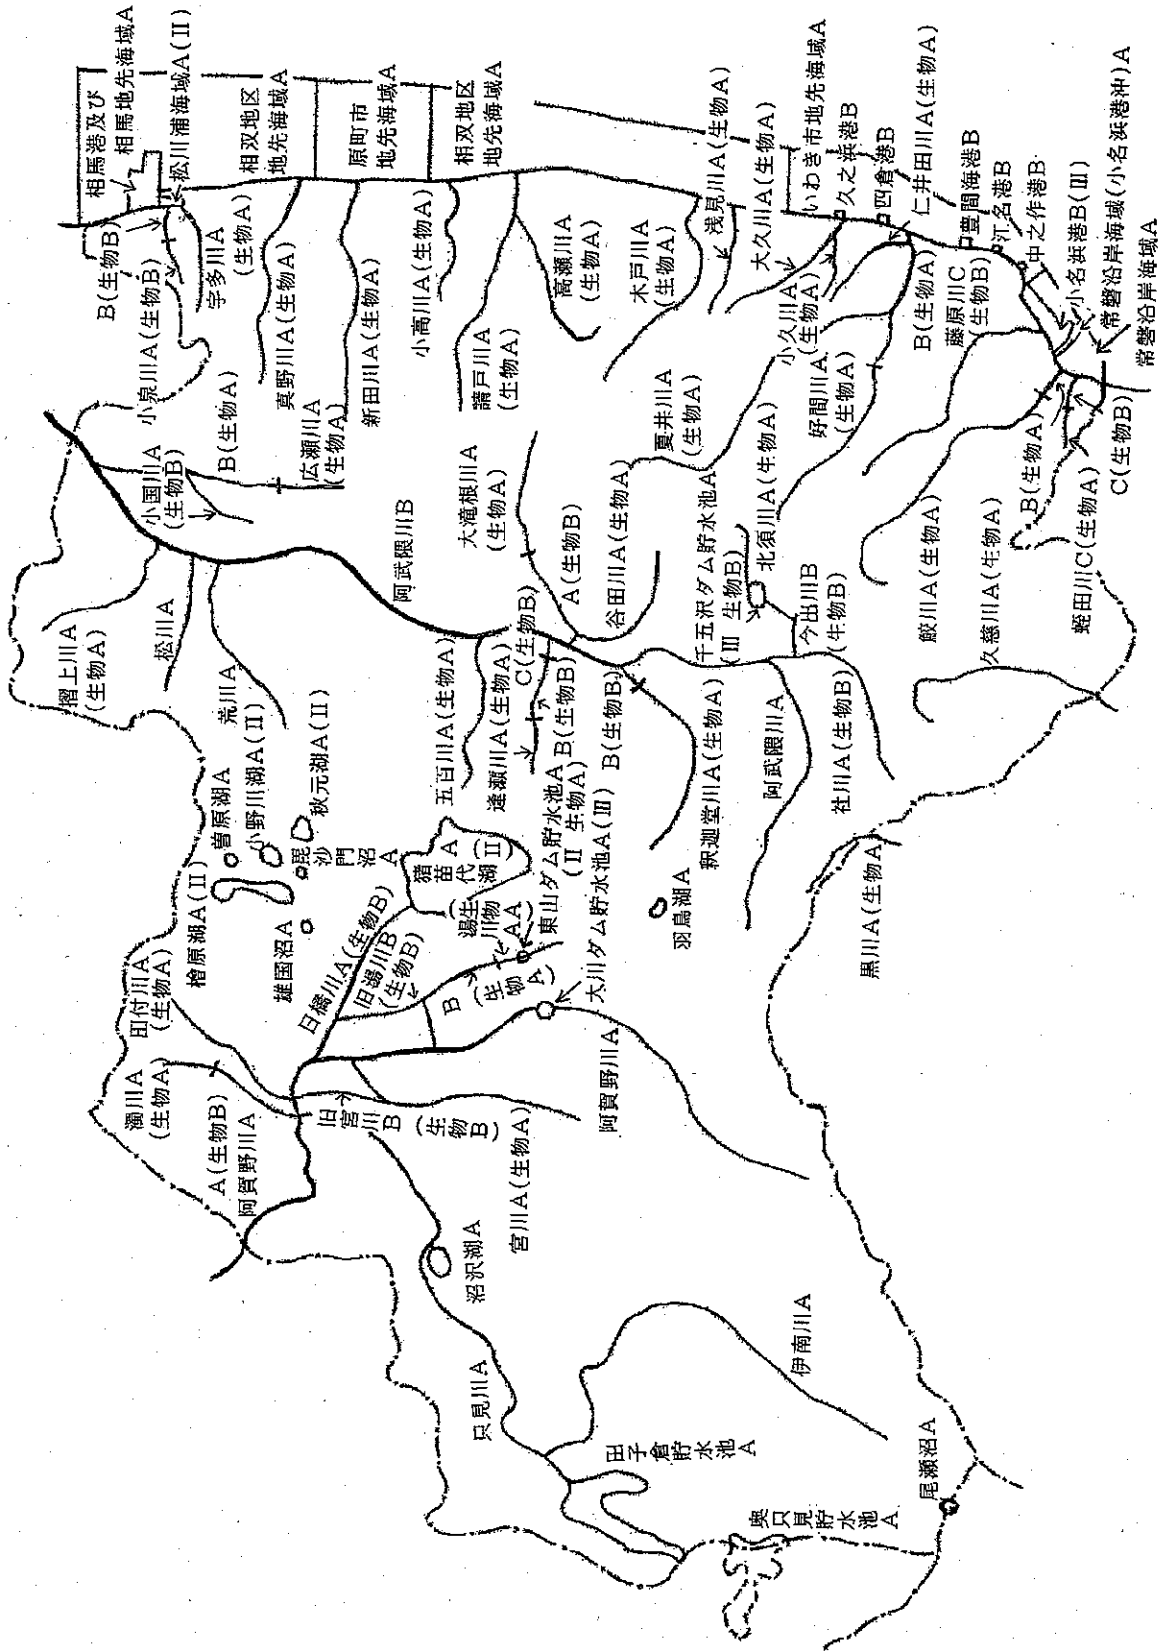 相馬港及び
相馬地先海域A
松川浦海域A(II)
相双地区
地先海域A
原町市
地先海域A
相双地区
地先海域A
B(生物B)
小泉川A(生物B)
宇多川A
(生物A)
真野川A(生物A)
新田川A(生物A)
小高川A(生物A)
請戸川A
(生物A)
高瀬川A
(生物A)
木戸川A
(生物A)
浅見川A(生物A)
大久川A(生物A)
いわき市地先海域A
久之浜港B
四倉港B
仁井田川A(生物A)
豊間海港B
江名港B
中之作港B
小名浜港B(III)
常磐沿岸海域(小名浜港沖)A
常磐沿岸海域A
小久川A
(生物A)
好間川A
(生物A)
B(生物A)
藤原川C
(生物B)
夏井川A
(生物A)
B(生物A)
C(生物B)
鮫川A(生物A)
蛭田川C(生物A)
久慈川A(生物A)
小国川A
(生物B)
B(生物A)
広瀬川A
(生物A)
摺上川A
(生物A)
松川A
荒川A
阿武隈川B
大滝根川A
(生物A)
A(生物B)
谷田川A(生物A)
五百川A(生物A)
逢瀬川A(生物A)
C(生物B)
B(生物B)
B(生物B)
千五沢ダム貯水池A
(III 生物B)
北須川A(生物A)
今出川B
(生物B)
釈迦堂川A(生物A)
阿武隈川A
社川A(生物B)
黒川A(生物A)
羽鳥湖A
曽原湖A
小野川湖A(II)
秋元湖A(II)
毘沙門沼A
檜原湖A(II)
雄国沼A
猪苗代湖A(II)
湯川AA
(生物A)
東山ダム貯水池A
(II 生物A)
大川ダム貯水池A(III)
日橋川A(生物B)
旧湯川B
(生物B)
B
(生物A)
田付川A
(生物A)
濁川A
(生物A)
A(生物B)
阿賀野川A
旧宮川B
(生物B)
宮川A(生物A)
阿賀野川A
沼沢湖A
只見川A
伊南川A
田子倉貯水池A
奥只見貯水池A
尾瀬沼A